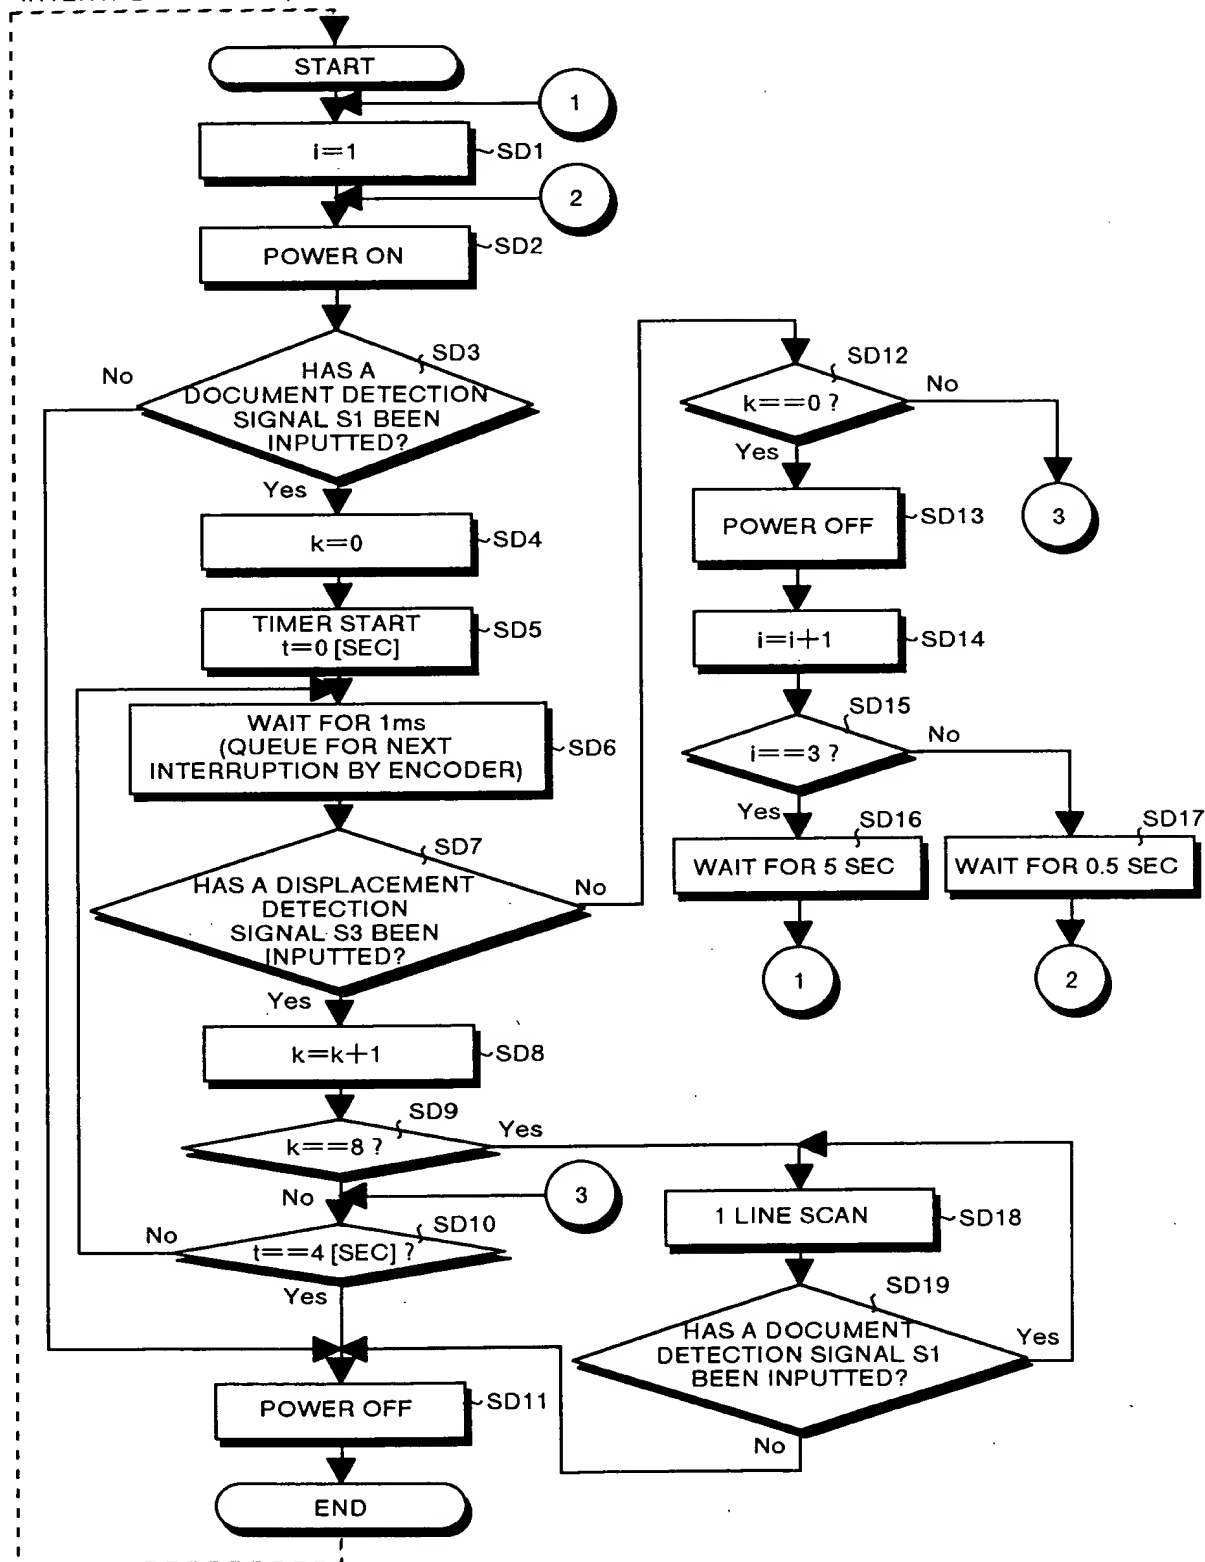 START
1
i=1
SD1
2
POWER ON
SD2
SD3
No
HAS A
DOCUMENT DETECTION
SIGNAL S1 BEEN
INPUTTED?
Yes
k=0
SD4
TIMER START
t=0 [SEC]
SD5
WAIT FOR 1ms
(QUEUE FOR NEXT
INTERRUPTION BY ENCODER)
SD6
SD7
HAS A DISPLACEMENT
DETECTION
SIGNAL S3 BEEN
INPUTTED?
No
Yes
k=k+1
SD8
SD9
k==8 ?
Yes
No
3
SD10
No
t==4 [SEC] ?
Yes
POWER OFF
SD11
END
SD12
k==0 ?
No
Yes
POWER OFF
SD13
3
i=i+1
SD14
SD15
i==3 ?
No
Yes
SD16
WAIT FOR 5 SEC
SD17
WAIT FOR 0.5 SEC
1
2
1 LINE SCAN
SD18
SD19
HAS A DOCUMENT
DETECTION SIGNAL S1
BEEN INPUTTED?
Yes
No